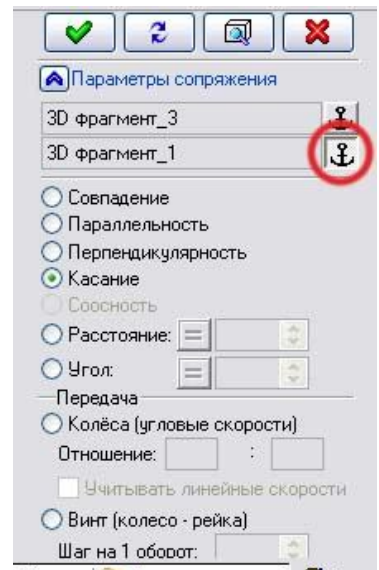 Параметры сопряжения
3D фрагмент_3
3D фрагмент_1
Совпадение
Параллельность
Перпендикулярность
Касание
Соосность
Расстояние: =
Угол: =
Передача
Колёса (угловые скорости)
Отношение: :
Учитывать линейные скорости
Винт (колесо - рейка)
Шаг на 1 оборот: